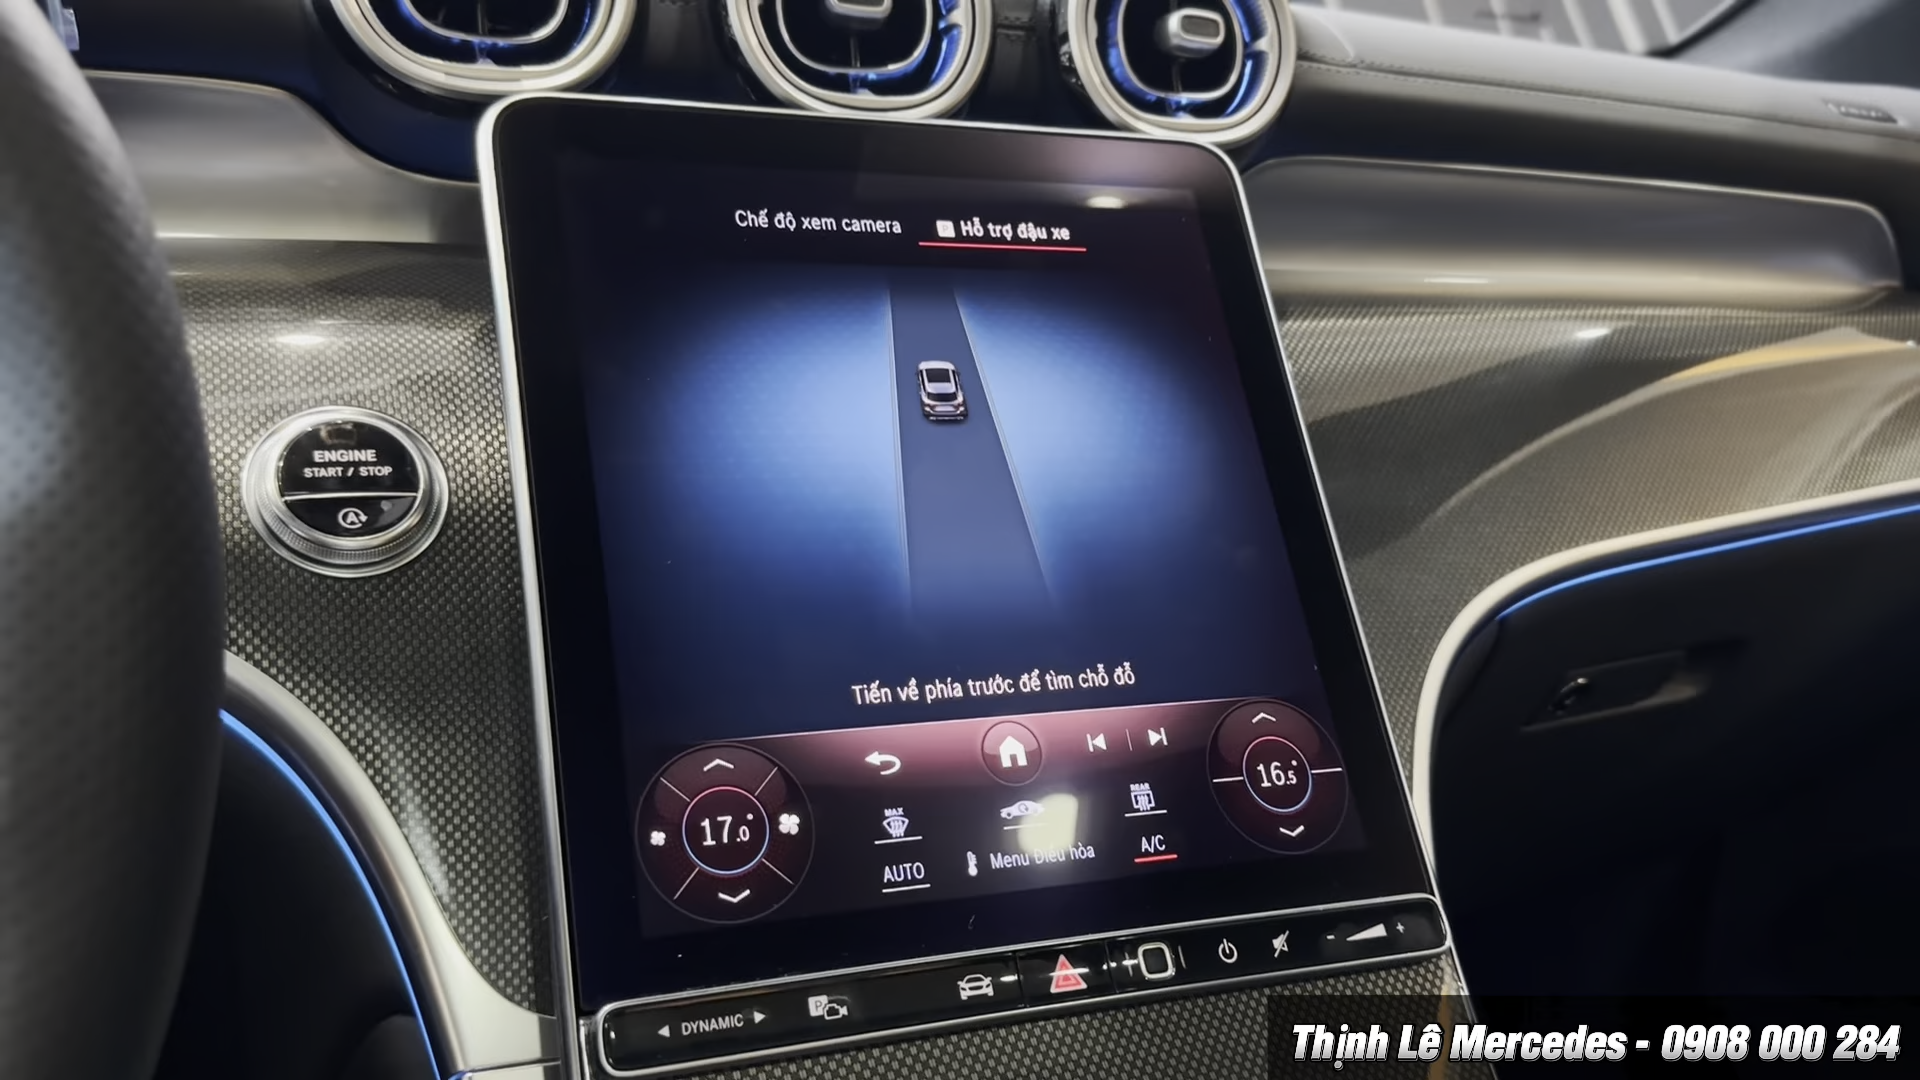 Chế độ xem camera
P Hỗ trợ đậu xe
ENGINE
START / STOP
A
Tiến về phía trước để tìm chỗ đỗ
17.0°
16.5°
MAX
REAR
AUTO
Menu Điều hòa
A/C
DYNAMIC
P
Thịnh Lê Mercedes - 0908 000 284